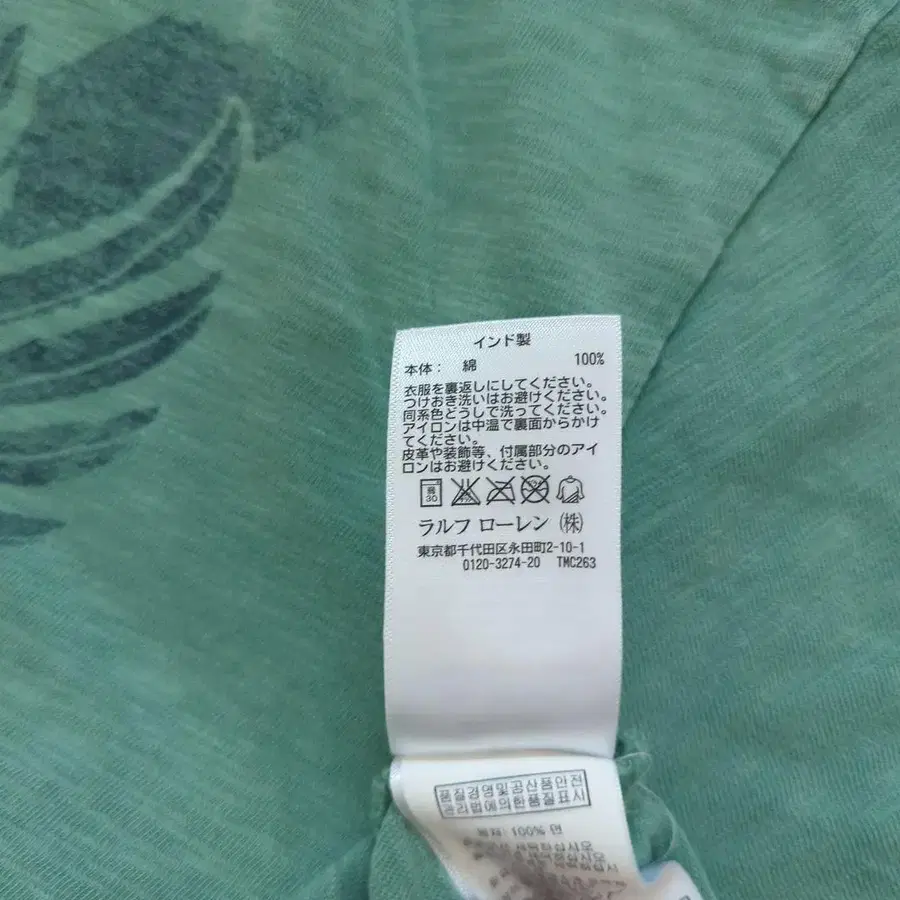 インド製
本体： 綿 100%
衣服を裏返しにしてください。
つけおき洗いはお避けください。
同系色どうしで洗ってください。
アイロンは中温で裏面からかけ
てください。
皮革や装飾等、付属部分のアイ
ロンはお避けください。
30
ラルフ ローレン（株）
東京都千代田区永田町2-10-1
0120-3274-20 TMC263
품질경영및공산품안전
관리법에의한품질표시
100% 면